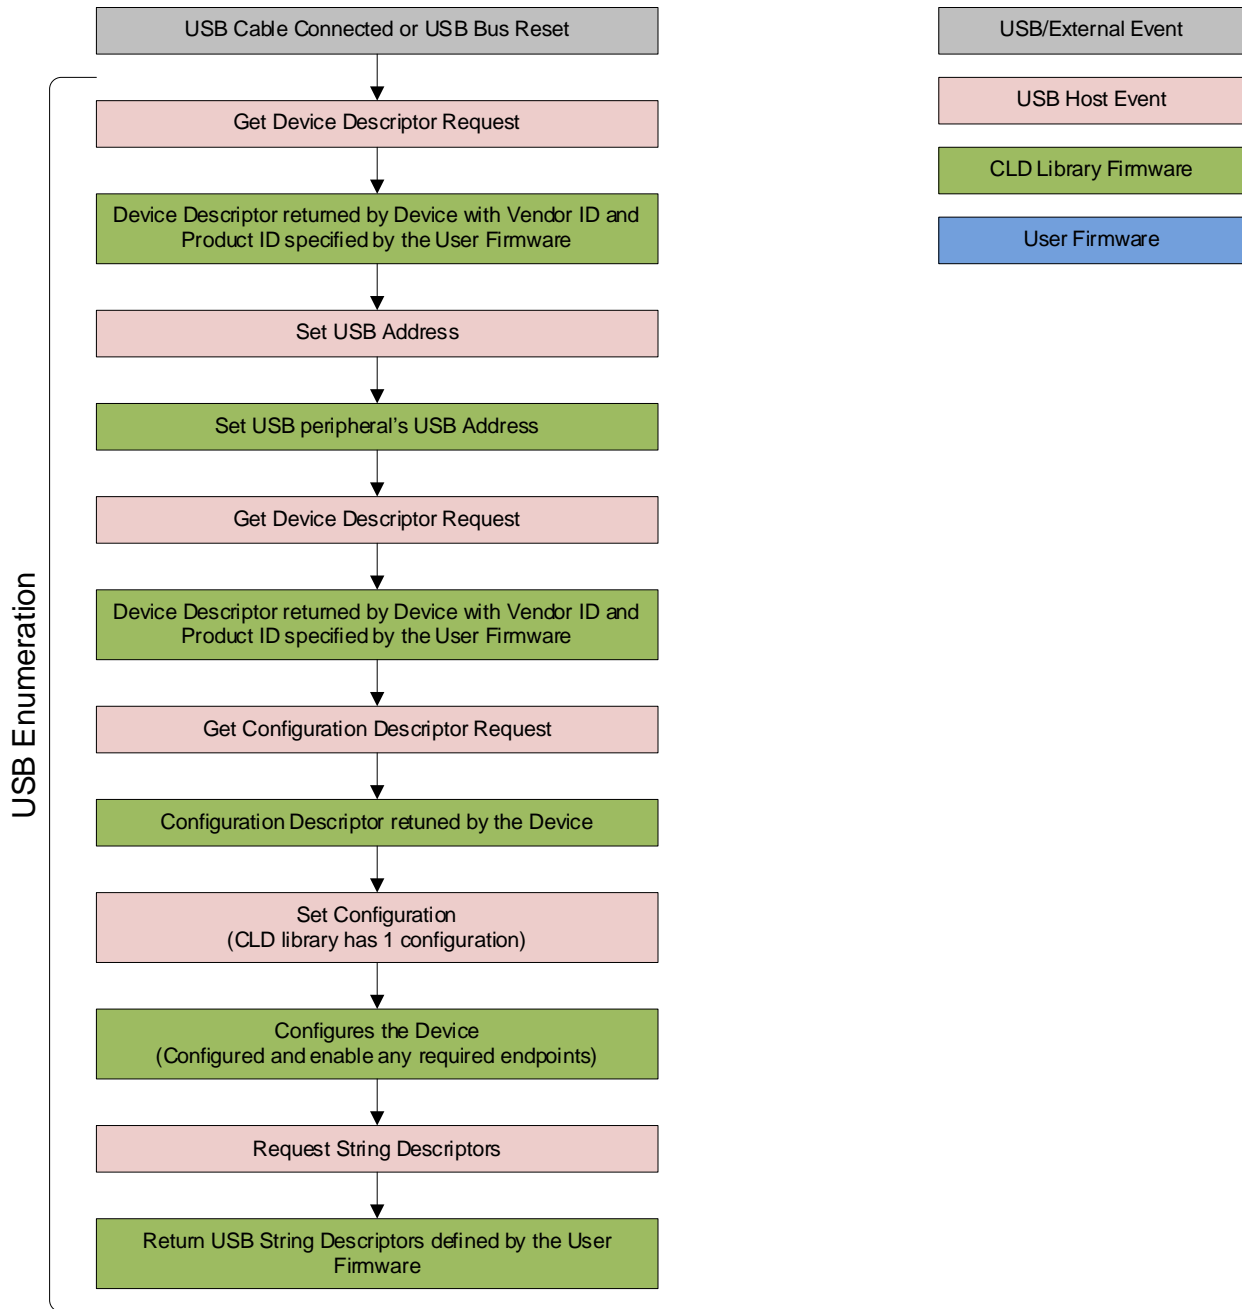 USB Cable Connected or USB Bus Reset
Get Device Descriptor Request
Device Descriptor returned by Device with Vendor ID and
Product ID specified by the User Firmware
Set USB Address
Set USB peripheral's USB Address
Get Device Descriptor Request
Device Descriptor returned by Device with Vendor ID and
Product ID specified by the User Firmware
Get Configuration Descriptor Request
Configuration Descriptor retuned by the Device
Set Configuration
(CLD library has 1 configuration)
Configures the Device
(Configured and enable any required endpoints)
Request String Descriptors
Return USB String Descriptors defined by the User
Firmware
USB Enumeration
USB/External Event
USB Host Event
CLD Library Firmware
User Firmware